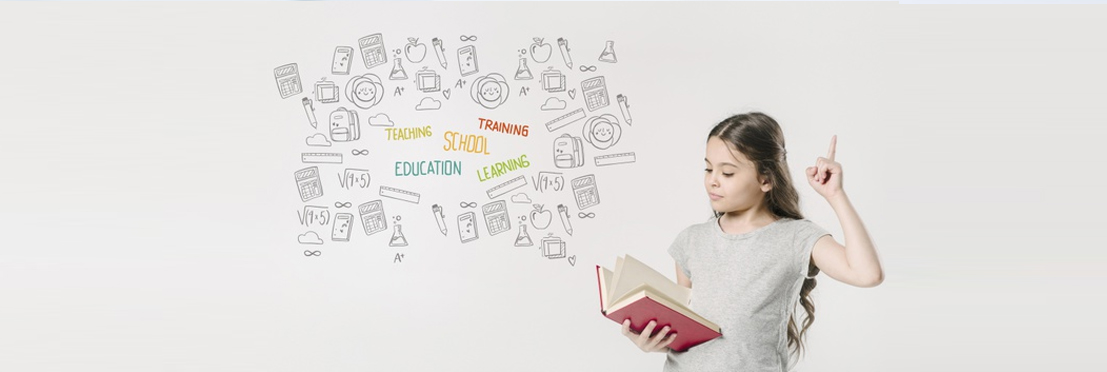 A+ A+ A+
TEACHING TRAINING
SCHOOL
EDUCATION LEARNING
A+